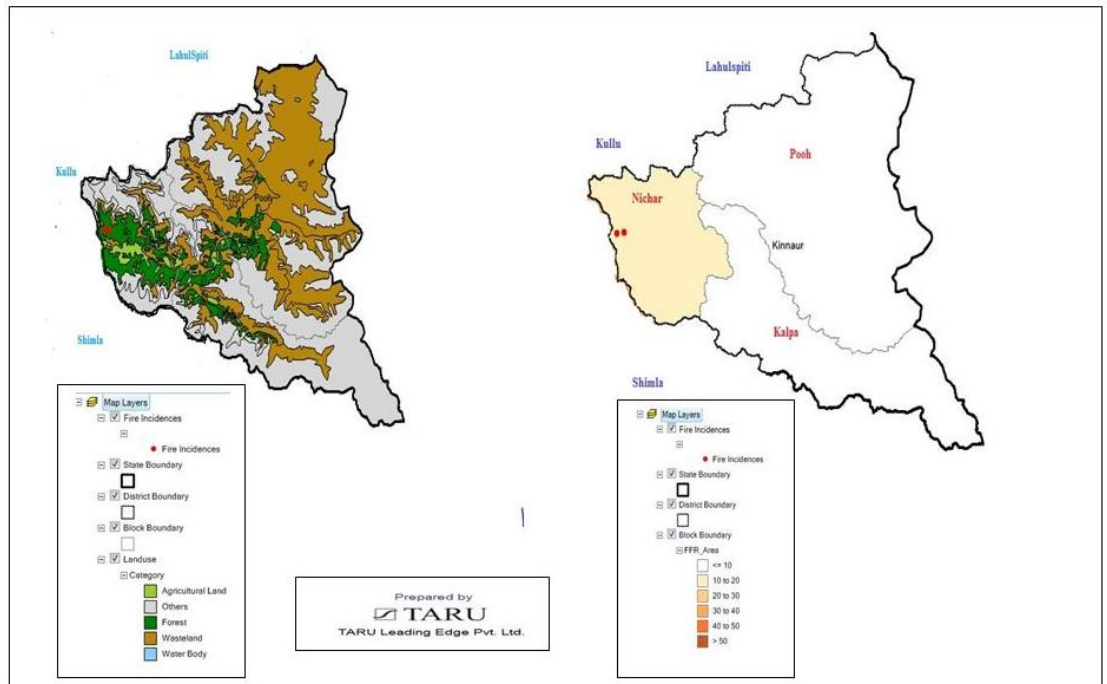 LahulSpiti
Kullu
Pooh
Shimla
Map Layers
Fire Incidences
Fire Incidences
State Boundary
District Boundary
Block Boundary
Landuse
Category
Agricultural Land
Others
Forest
Wasteland
Water Body
Prepared by
TARU
TARU Leading Edge Pvt. Ltd.
Lahulspiti
Kullu
Pooh
Nichar
Kinnaur
Kalpa
Shimla
Map Layers
Fire Incidences
Fire Incidences
State Boundary
District Boundary
Block Boundary
FFR_Area
<= 10
10 to 20
20 to 30
30 to 40
40 to 50
> 50